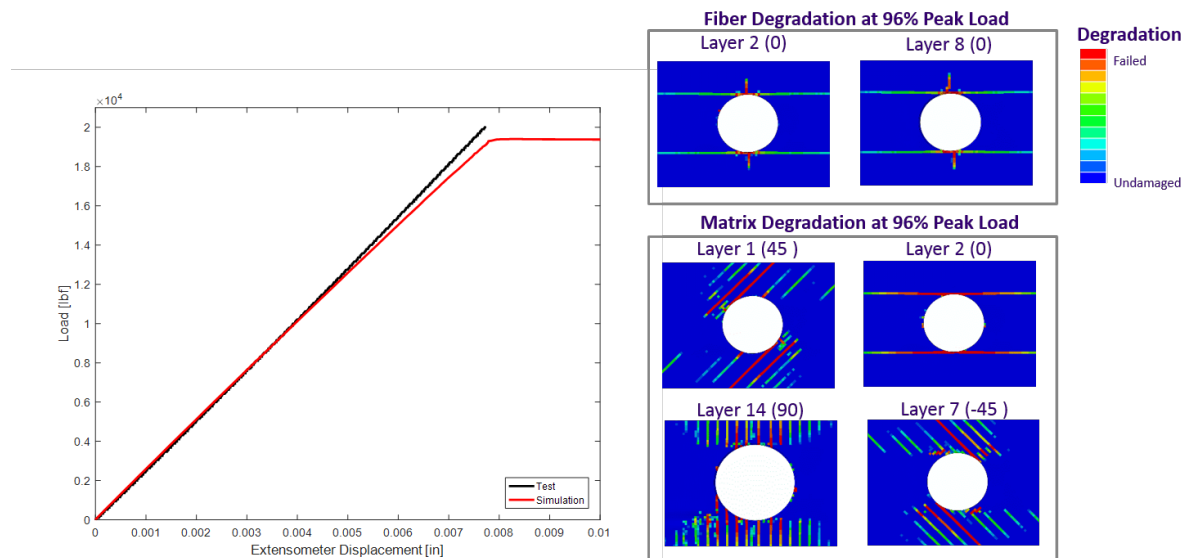 Fiber Degradation at 96% Peak Load
Layer 2 (0)
Layer 8 (0)
Degradation
Failed
Undamaged
Matrix Degradation at 96% Peak Load
Layer 1 (45 )
Layer 2 (0)
Layer 14 (90)
Layer 7 (-45 )
×10⁴
2
1.8
1.6
1.4
1.2
1
0.8
0.6
0.4
0.2
0
Load [lbf]
0
0.001
0.002
0.003
0.004
0.005
0.006
0.007
0.008
0.009
0.01
Extensometer Displacement [in]
Test
Simulation